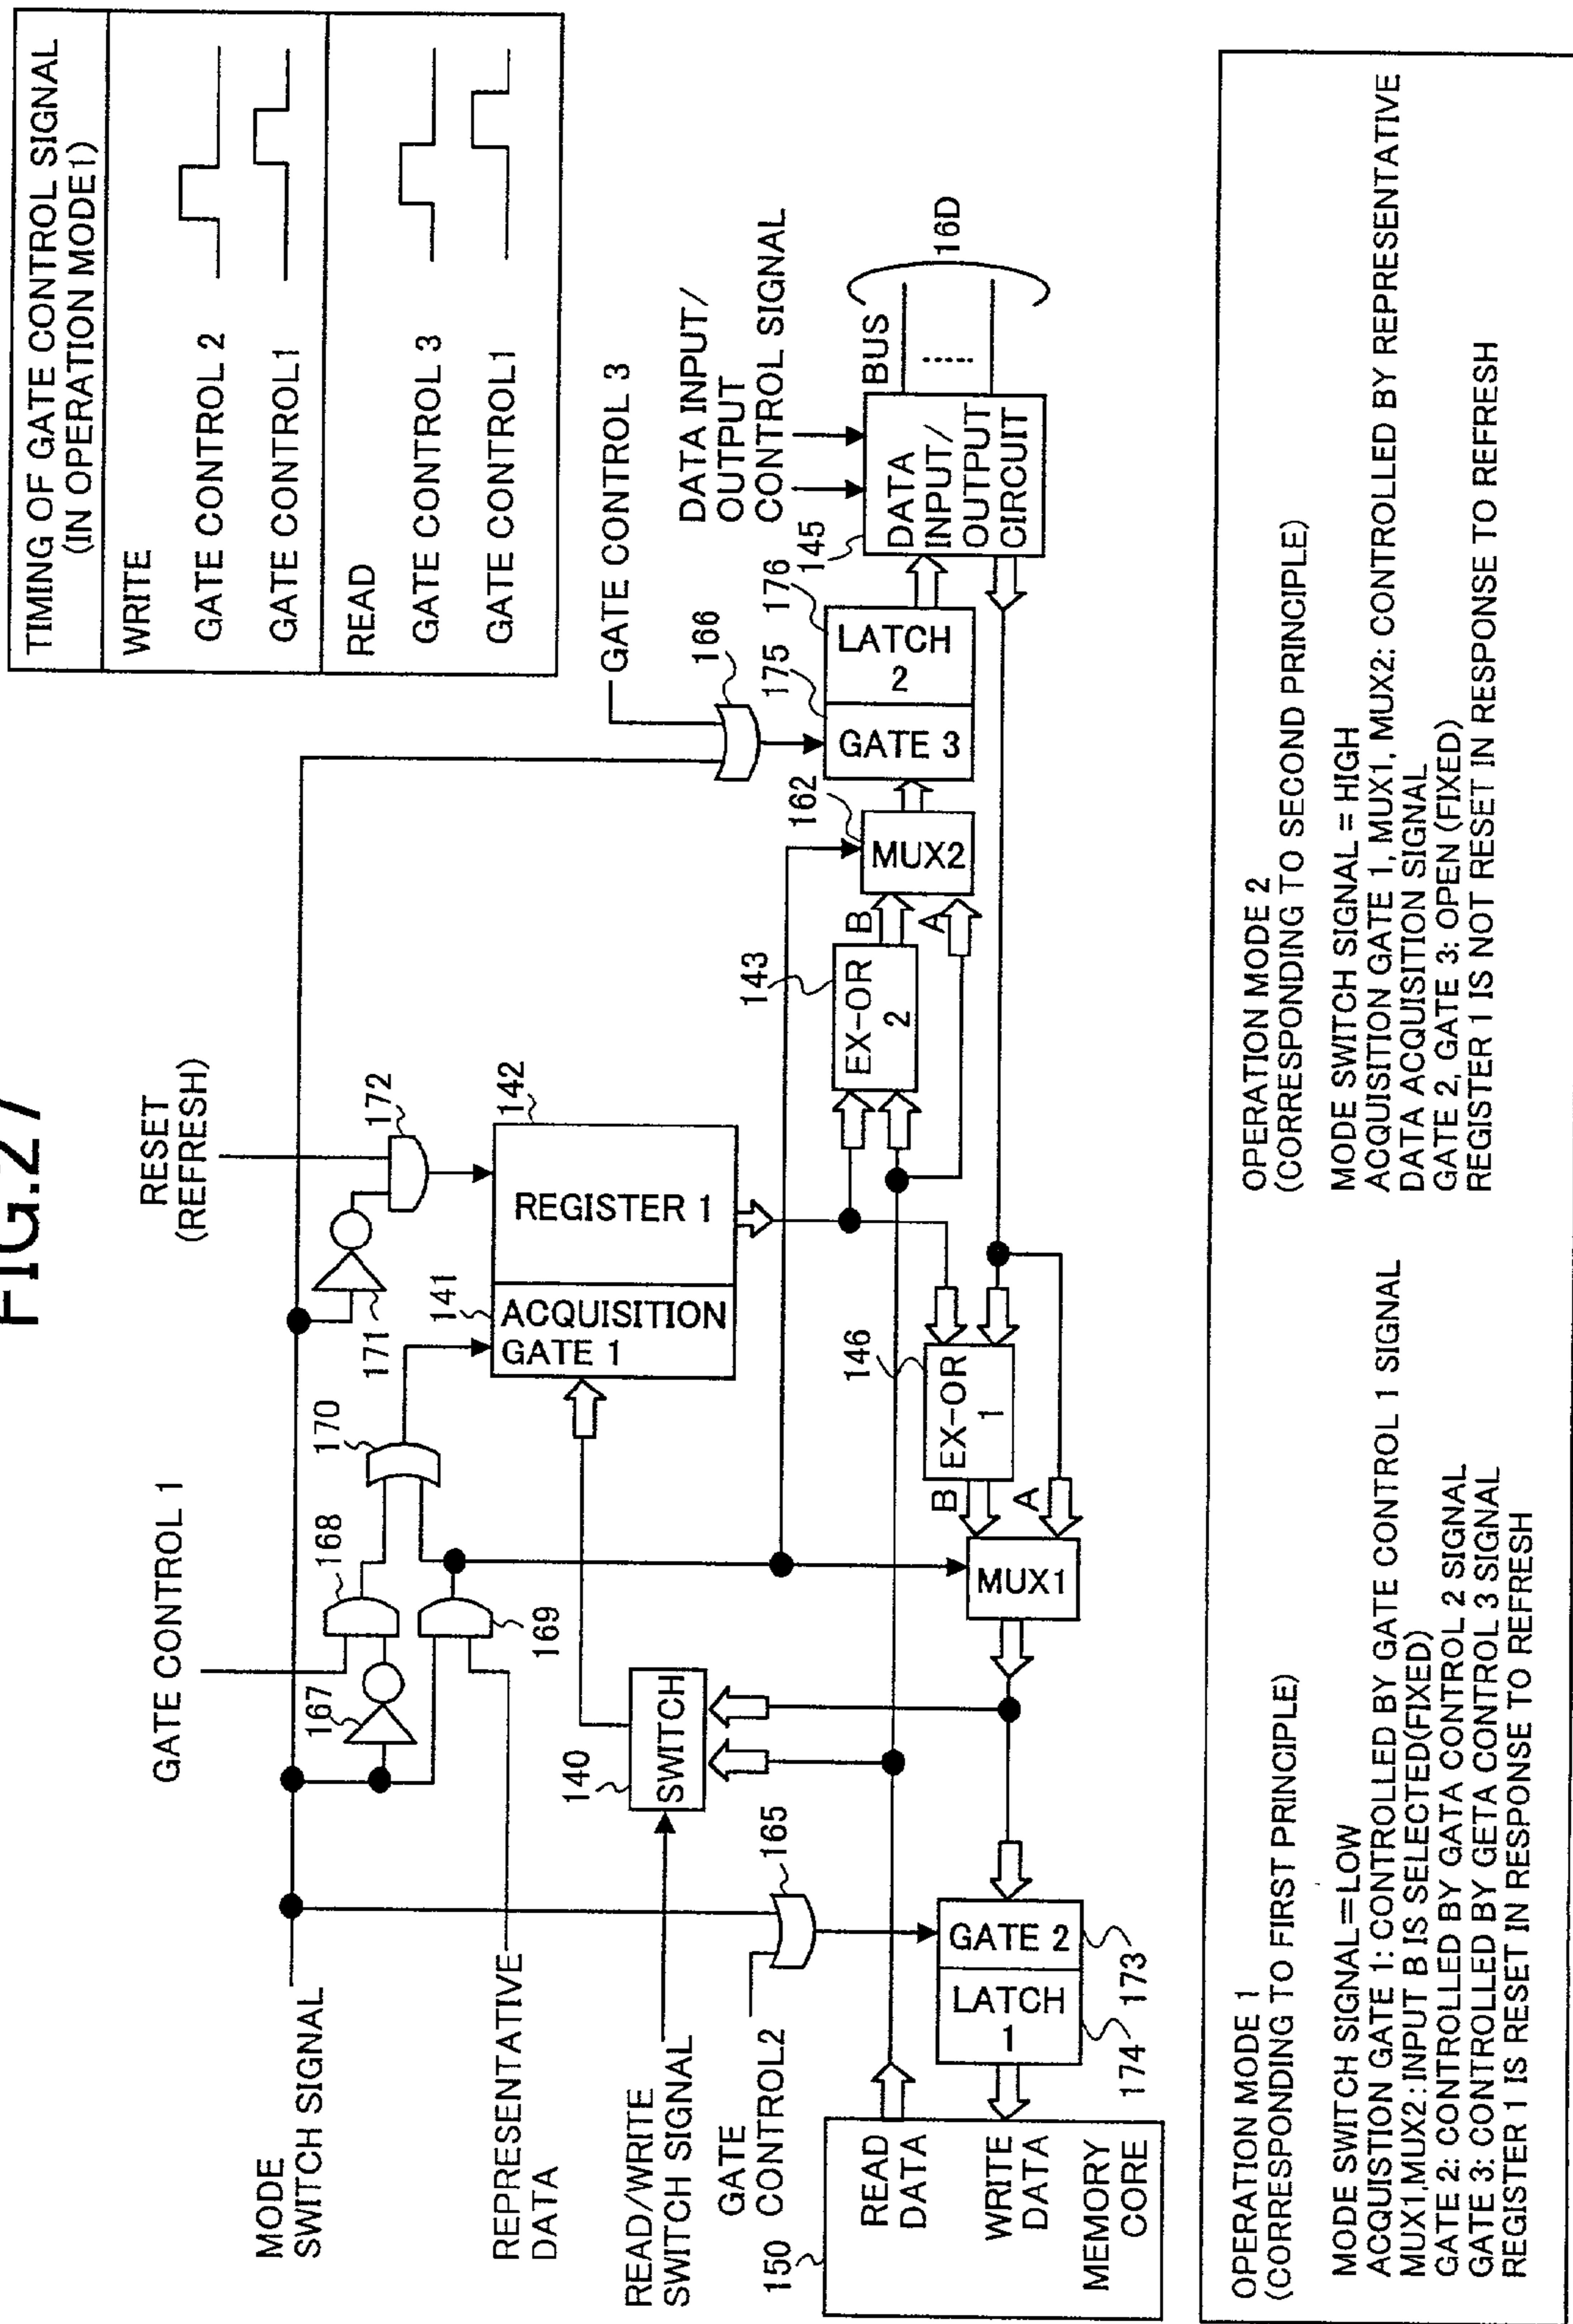 FIG.27
TIMING OF GATE CONTROL SIGNAL
(IN OPERATION MODE1)
WRITE
GATE CONTROL 2
GATE CONTROL1
READ
GATE CONTROL 3
GATE CONTROL1
MODE
SWITCH SIGNAL
GATE CONTROL 1
RESET
(REFRESH)
167
168
169
170
171
172
REPRESENTATIVE
DATA
READ/WRITE
SWITCH SIGNAL
140
SWITCH
141
ACQUISITION
GATE 1
142
REGISTER 1
GATE CONTROL 3
166
GATE
CONTROL2
165
143
EX-OR
2
B
A
162
MUX2
175
GATE 3
176
LATCH
2
DATA INPUT/
OUTPUT
CONTROL SIGNAL
145
DATA
INPUT/
OUTPUT
CIRCUIT
BUS
16D
150
READ
DATA
WRITE
DATA
MEMORY
CORE
LATCH
1
174
GATE 2
173
MUX1
B
A
146
EX-OR
1
OPERATION MODE 1
(CORRESPONDING TO FIRST PRINCIPLE)
MODE SWITCH SIGNAL=LOW
ACQUISTION GATE 1: CONTROLLED BY GATE CONTROL 1 SIGNAL
MUX1,MUX2: INPUT B IS SELECTED(FIXED)
GATE 2: CONTROLLED BY GATA CONTROL 2 SIGNAL
GATE 3: CONTROLLED BY GETA CONTROL 3 SIGNAL
REGISTER 1 IS RESET IN RESPONSE TO REFRESH
OPERATION MODE 2
(CORRESPONDING TO SECOND PRINCIPLE)
MODE SWITCH SIGNAL = HIGH
ACQUISITION GATE 1, MUX1, MUX2: CONTROLLED BY REPRESENTATIVE
DATA ACQUISITION SIGNAL
GATE 2, GATE 3: OPEN (FIXED)
REGISTER 1 IS NOT RESET IN RESPONSE TO REFRESH